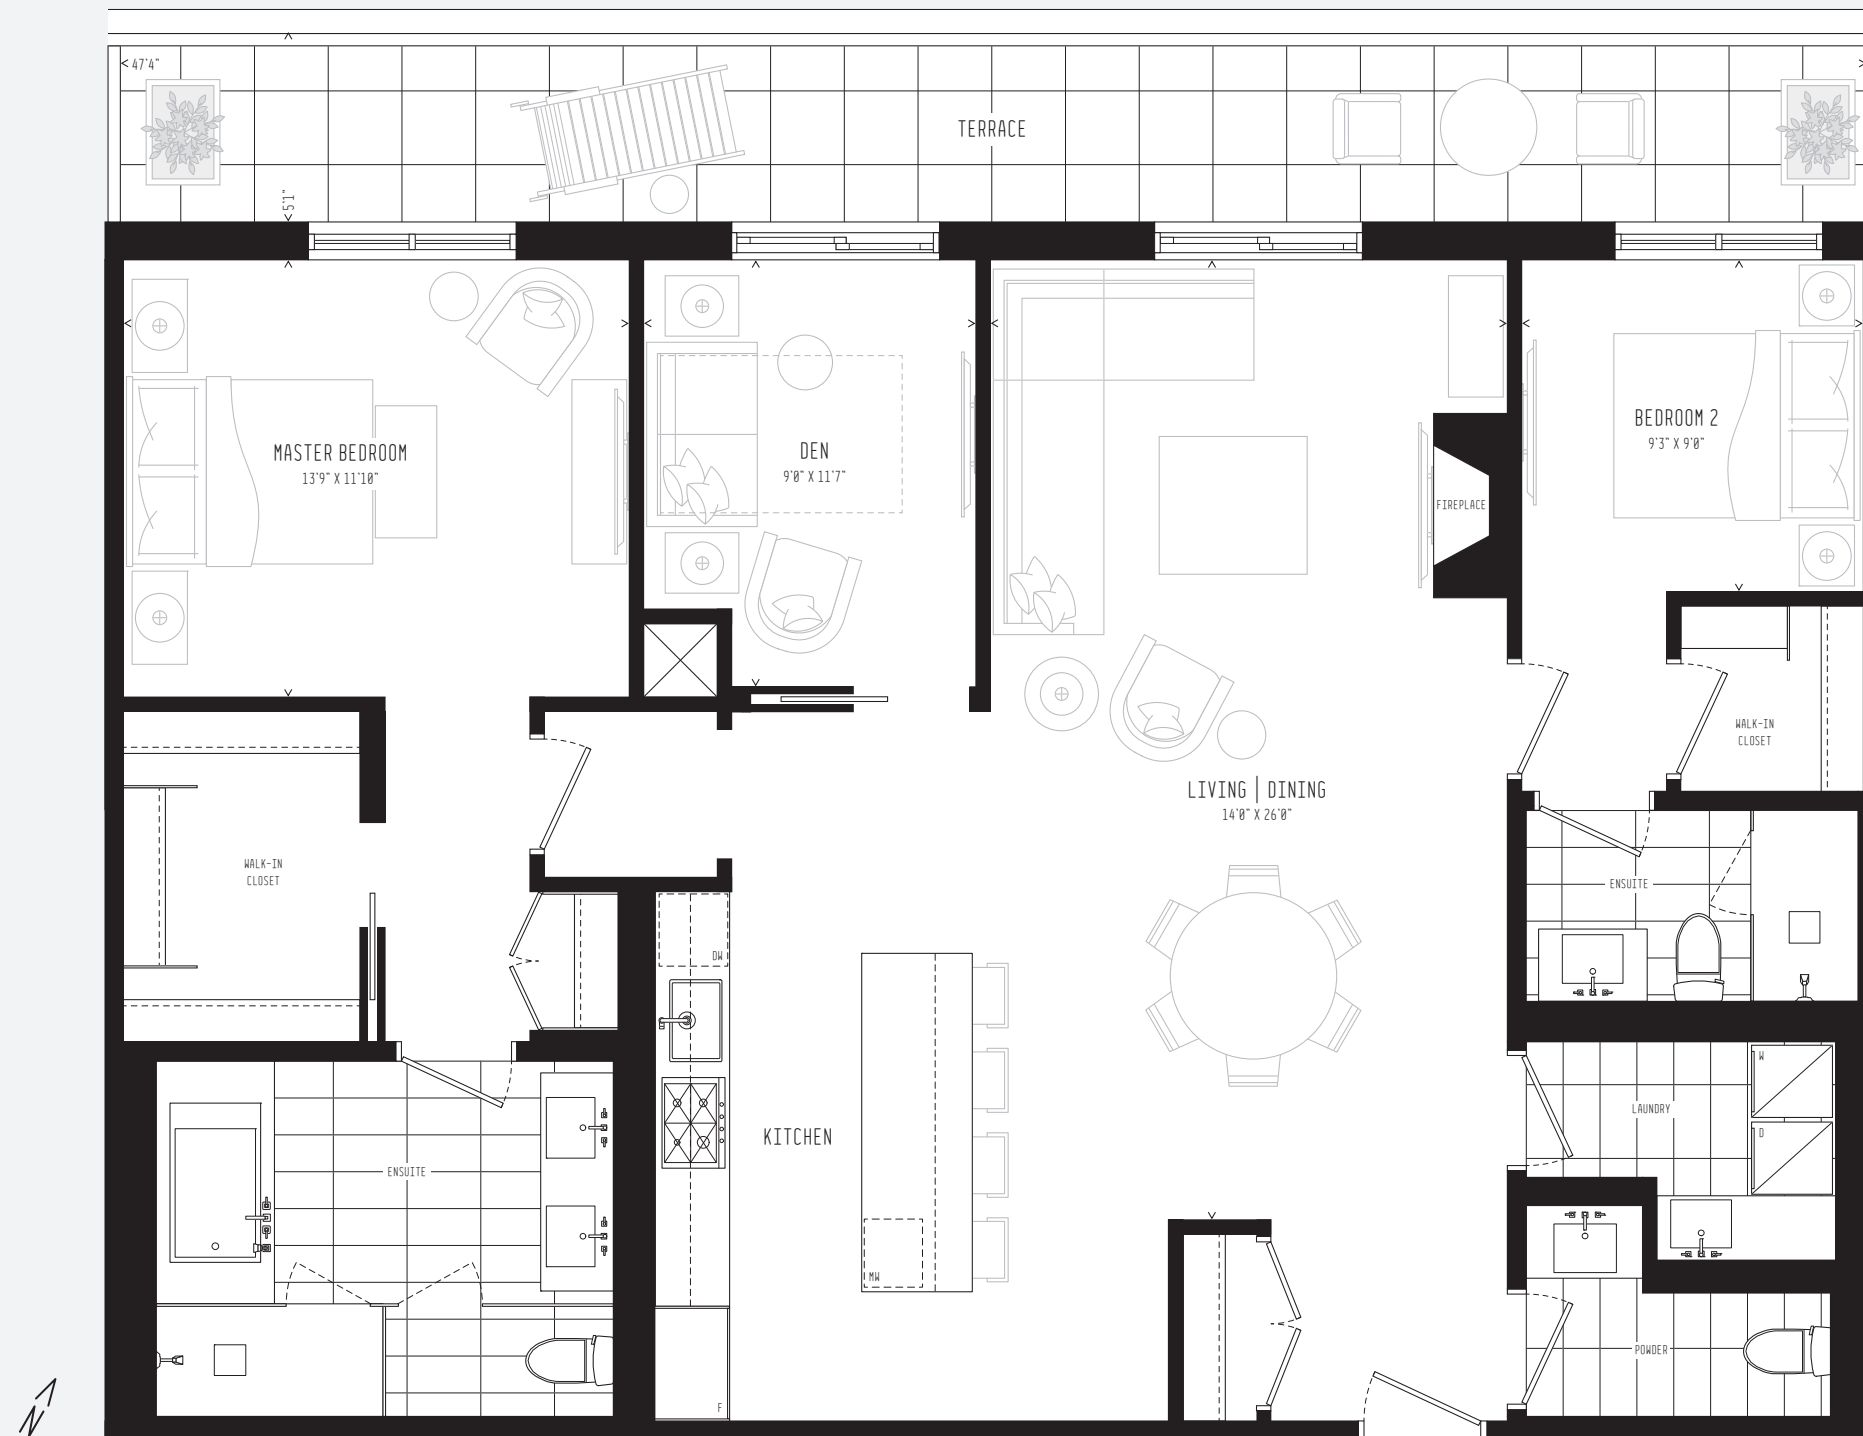 47'4"
TERRACE
5'1"
MASTER BEDROOM
13'9" X 11'10"
DEN
9'0" X 11'7"
FIREPLACE
BEDROOM 2
9'3" X 9'0"
WALK-IN
CLOSET
LIVING | DINING
14'0" X 26'0"
WALK-IN
CLOSET
ENSUITE
DW
KITCHEN
W
LAUNDRY
D
ENSUITE
MW
POWDER
F
N